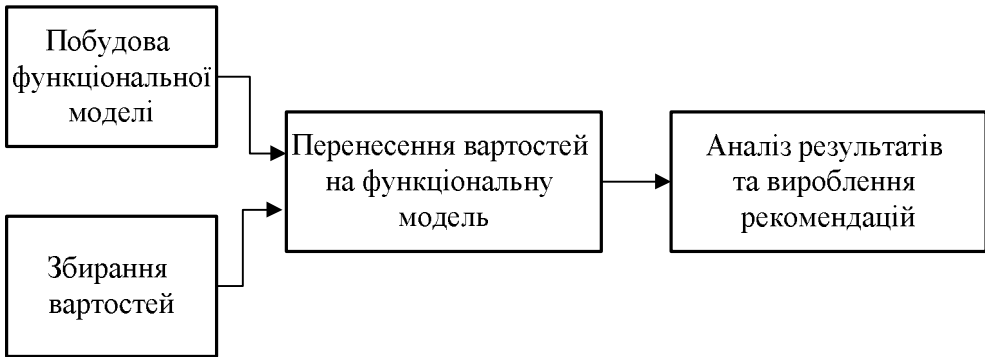 Побудова
функціональної
моделі
Збирання
вартостей
Перенесення вартостей
на функціональну
модель
Аналіз результатів
та вироблення
рекомендацій